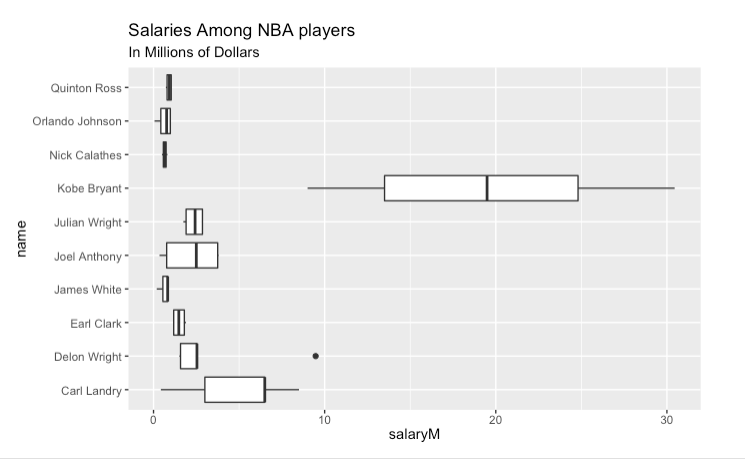 Salaries Among NBA players
In Millions of Dollars
Quinton Ross
Orlando Johnson
Nick Calathes
Kobe Bryant
Julian Wright
Joel Anthony
James White
Earl Clark
Delon Wright
Carl Landry
name
0 10 20 30
salaryM